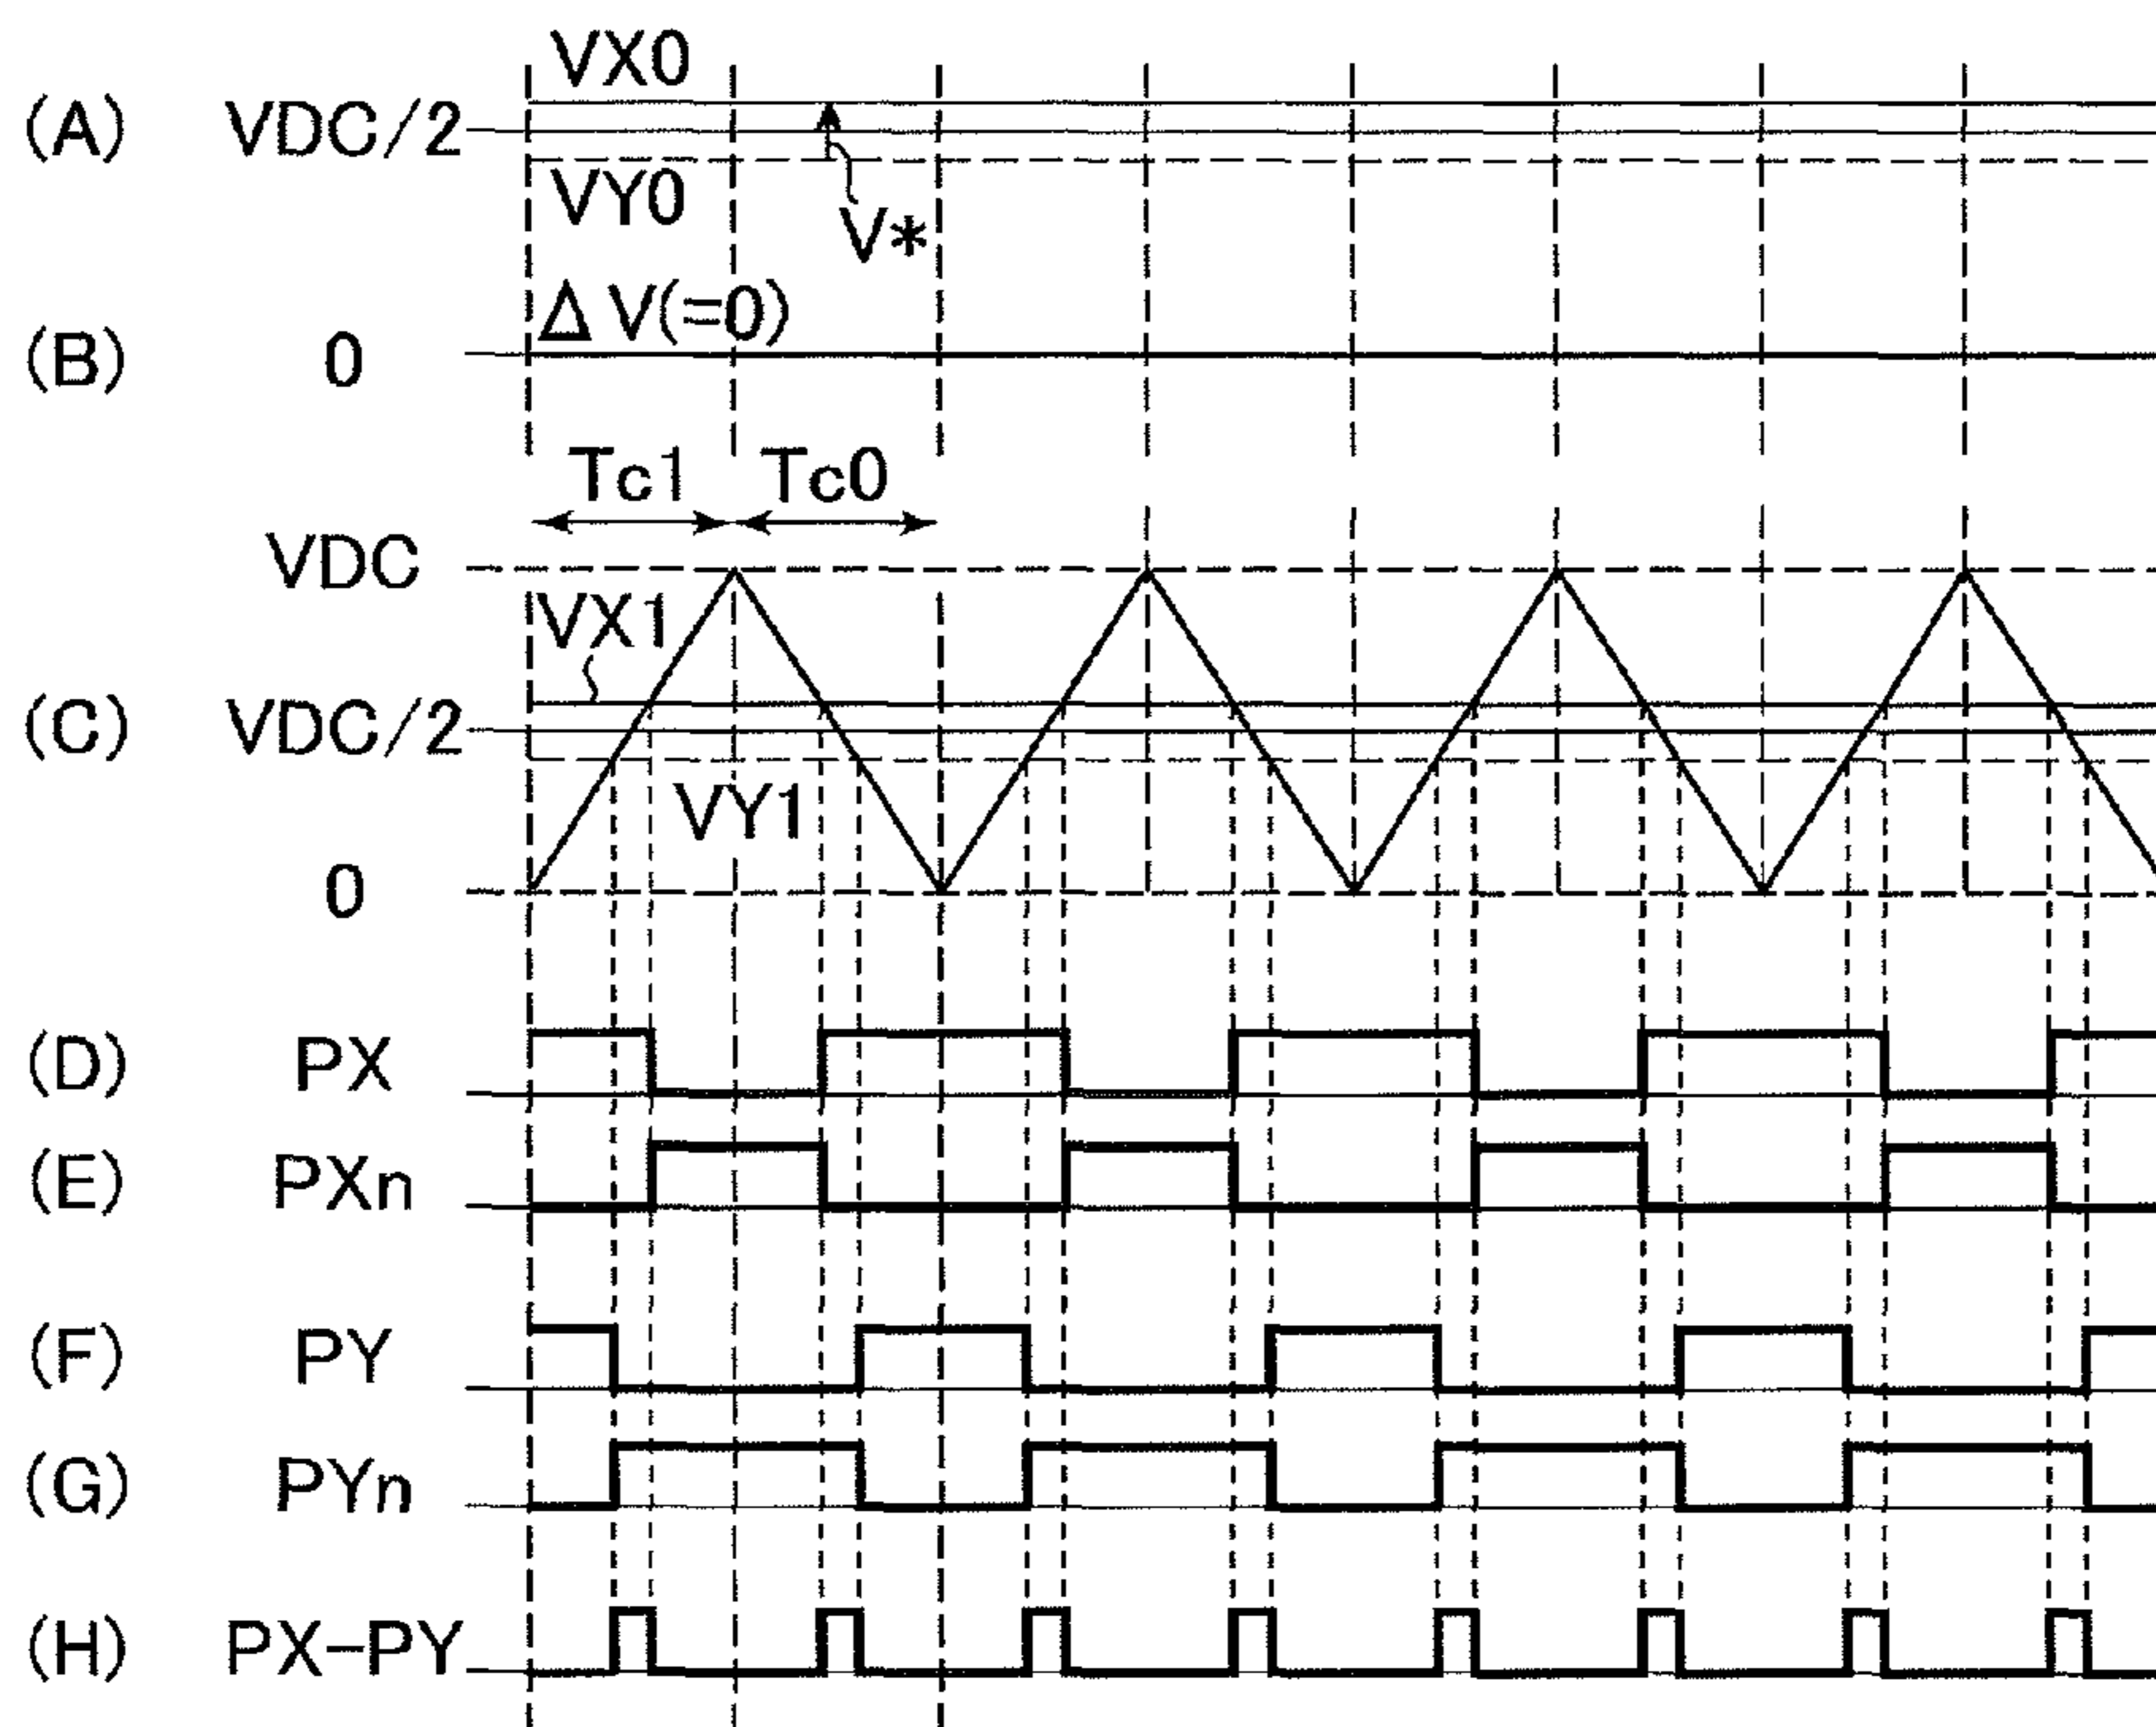 VX0
(A) VDC/2
VY0
V*
ΔV(=0)
(B) 0
Tc1 Tc0
VDC
VX1
(C) VDC/2
VY1
0
(D) PX
(E) PXn
(F) PY
(G) PYn
(H) PX-PY